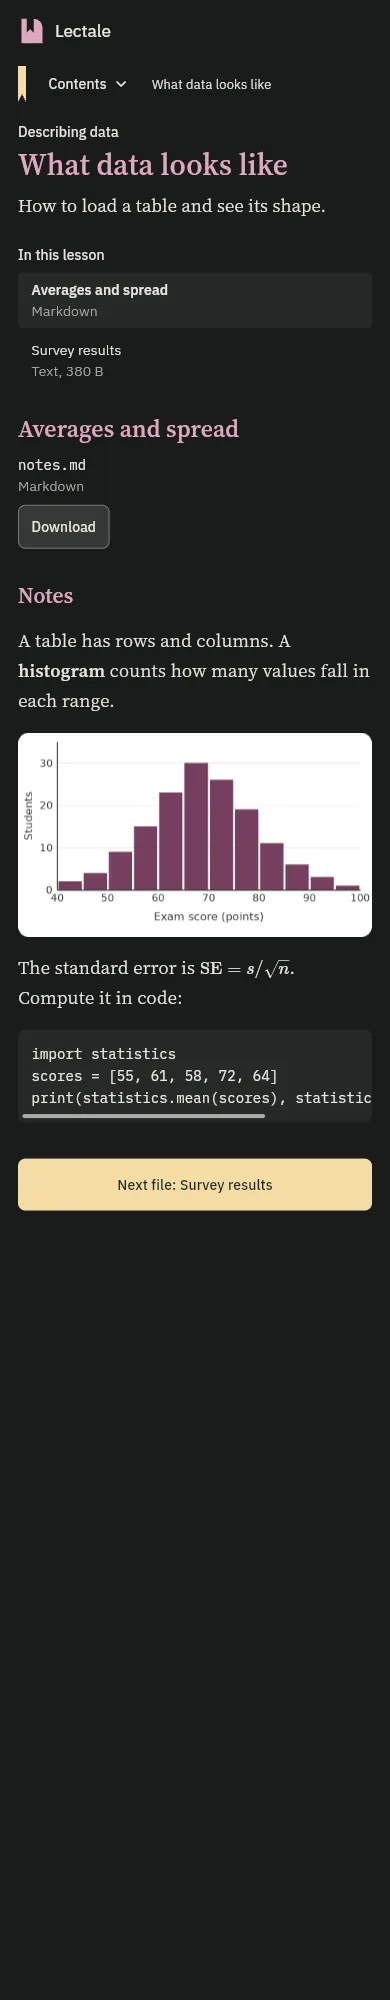 Lectale
Contents What data looks like
Describing data
What data looks like
How to load a table and see its shape.
In this lesson
Averages and spread
Markdown
Survey results
Text, 380 B
Averages and spread
notes.md
Markdown
Download
Notes
A table has rows and columns. A
histogram counts how many values fall in
each range.
30
20
10
0
Students
40 50 60 70 80 90 100
Exam score (points)
The standard error is SE = s/√n.
Compute it in code:
import statistics
scores = [55, 61, 58, 72, 64]
print(statistics.mean(scores), statistic
Next file: Survey results